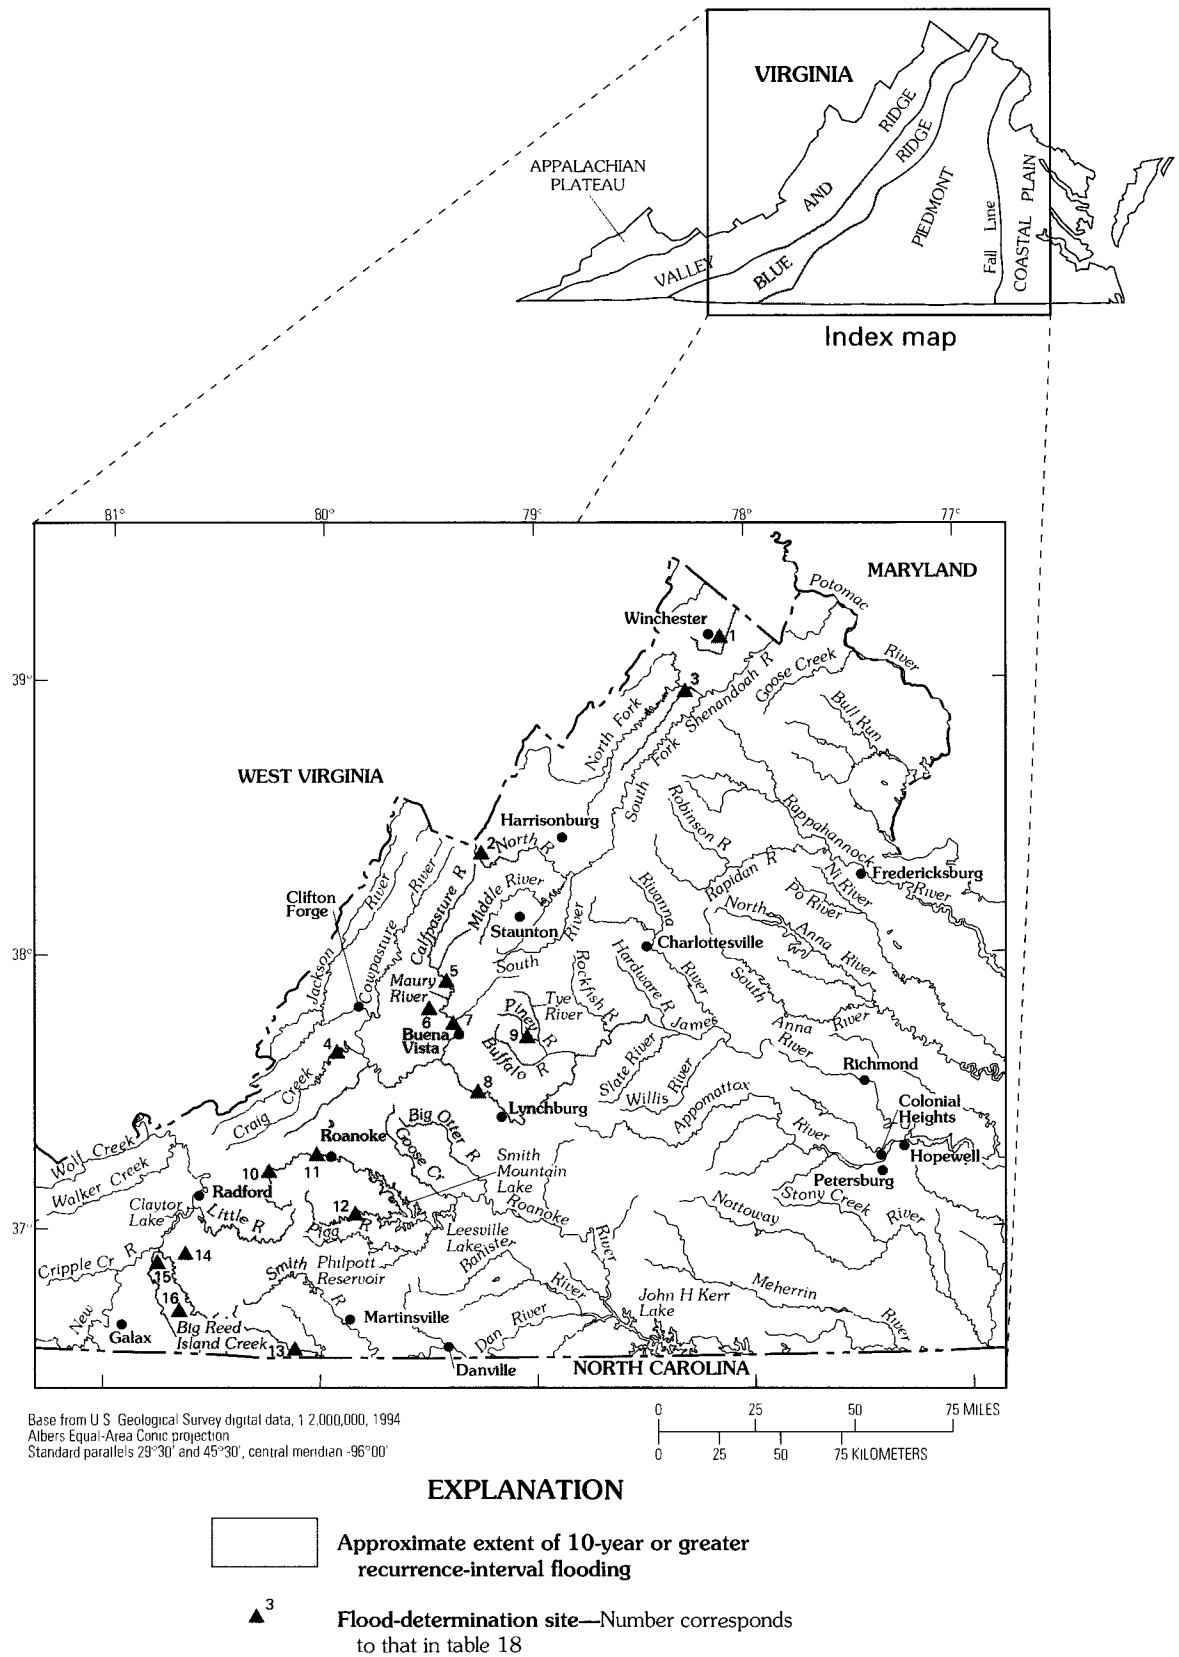 VIRGINIA
APPALACHIAN
PLATEAU
VALLEY
AND
RIDGE
BLUE
RIDGE
PIEDMONT
Fall Line
COASTAL PLAIN
Index map
81°
80°
79°
78°
77°
39°
38°
37°
MARYLAND
WEST VIRGINIA
NORTH CAROLINA
Potomac
River
Winchester
1
3
Shenandoah R
Goose Creek
Bull Run
North Fork
South Fork
Harrisonburg
2
North R
Robinson R
Rappahannock
River
Fredericksburg
Clifton
Forge
Jackson
River
Cowpasture
River
Calfpasture R
Middle River
Staunton
South
River
Rivanna
River
Rapidan R
Ni River
Po River
North
Anna
River
Charlottesville
5
Maury
River
6
7
Buena
Vista
4
South
Rockfish R
Hardware R
Tye
River
Piney R
9
Buffalo R
James
River
South
Anna River
Richmond
8
Lynchburg
Slate River
Willis River
Appomattox
River
Colonial
Heights
Hopewell
Petersburg
Craig Creek
Wolf Creek
Walker Creek
Roanoke
10
11
Big Otter R
Goose Cr
Smith
Mountain
Lake
Radford
Claytor
Lake
Little R
12
Pigg R
Roanoke
River
Leesville
Lake
Stony Creek
Nottoway
River
Cripple Cr
R
New
14
15
16
Smith
R
Philpott
Reservoir
Banister
River
John H Kerr
Lake
Meherrin
River
Galax
Big Reed
Island Creek
13
Martinsville
Dan River
Danville
0 25 50 75 MILES
0 25 50 75 KILOMETERS
Base from U S Geological Survey digital data, 1 2,000,000, 1994
Albers Equal-Area Conic projection
Standard parallels 29°30' and 45°30', central meridian -96°00'
EXPLANATION
Approximate extent of 10-year or greater
recurrence-interval flooding
3
Flood-determination site—Number corresponds
to that in table 18